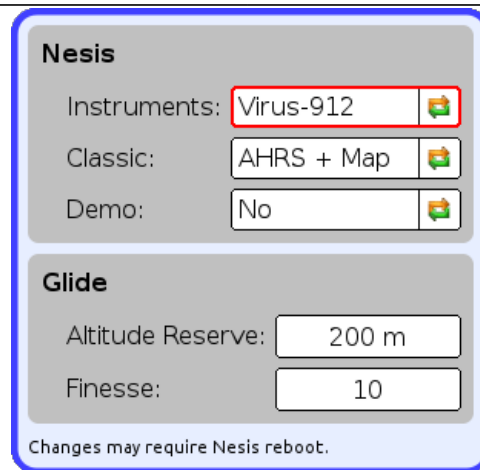 Nesis
Instruments: Virus-912
Classic: AHRS + Map
Demo: No
Glide
Altitude Reserve: 200 m
Finesse: 10
Changes may require Nesis reboot.